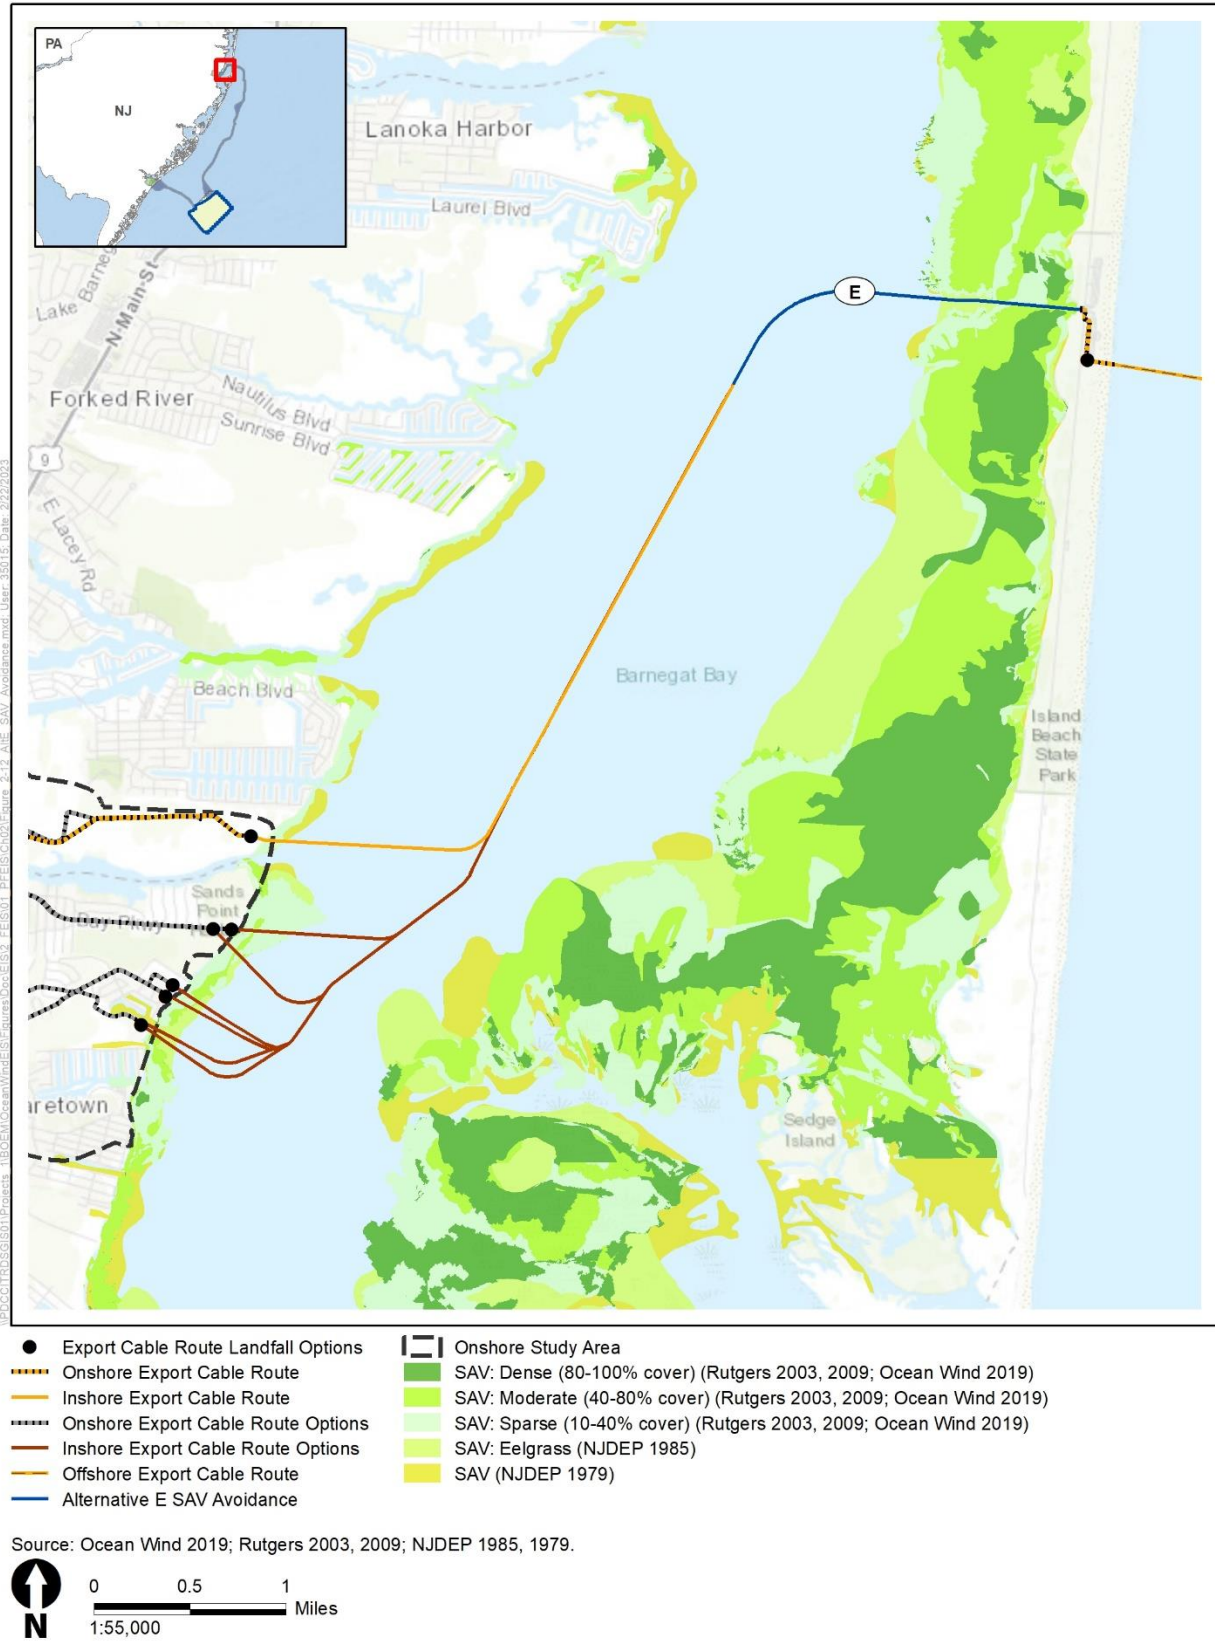 PA
NJ
Lanoka Harbor
Laurel Blvd
Lake Barneg
N-Main-St
E
Forked River
Nautilus Blvd
Sunrise Blvd
9
E Lacey Rd
Barnegat Bay
Beach Blvd
Island
Beach
State
Park
Sands
Point
Bay Pkwy
aretown
Sedge
Island
Export Cable Route Landfall Options
Onshore Export Cable Route
Inshore Export Cable Route
Onshore Export Cable Route Options
Inshore Export Cable Route Options
Offshore Export Cable Route
Alternative E SAV Avoidance
Onshore Study Area
SAV: Dense (80-100% cover) (Rutgers 2003, 2009; Ocean Wind 2019)
SAV: Moderate (40-80% cover) (Rutgers 2003, 2009; Ocean Wind 2019)
SAV: Sparse (10-40% cover) (Rutgers 2003, 2009; Ocean Wind 2019)
SAV: Eelgrass (NJDEP 1985)
SAV (NJDEP 1979)
Source: Ocean Wind 2019; Rutgers 2003, 2009; NJDEP 1985, 1979.
N
0 0.5 1
Miles
1:55,000